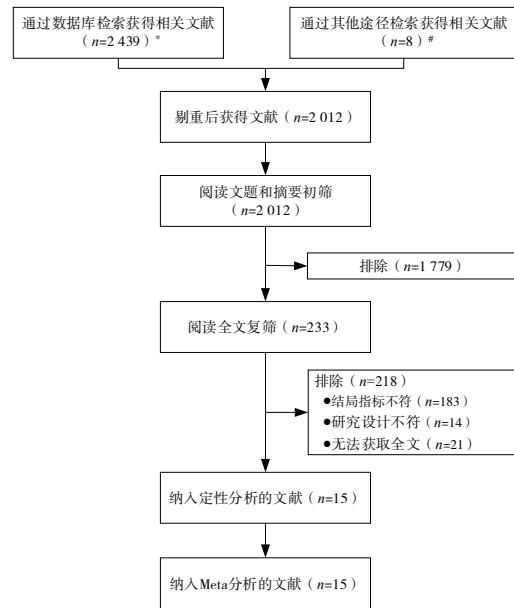 通过数据库检索获得相关文献
（n=2 439）*
通过其他途径检索获得相关文献
（n=8）#
剔重后获得文献（n=2 012）
阅读文题和摘要初筛
（n=2 012）
排除（n=1 779）
阅读全文复筛（n=233）
排除（n=218）
●结局指标不符（n=183）
●研究设计不符（n=14）
●无法获取全文（n=21）
纳入定性分析的文献（n=15）
纳入Meta分析的文献（n=15）